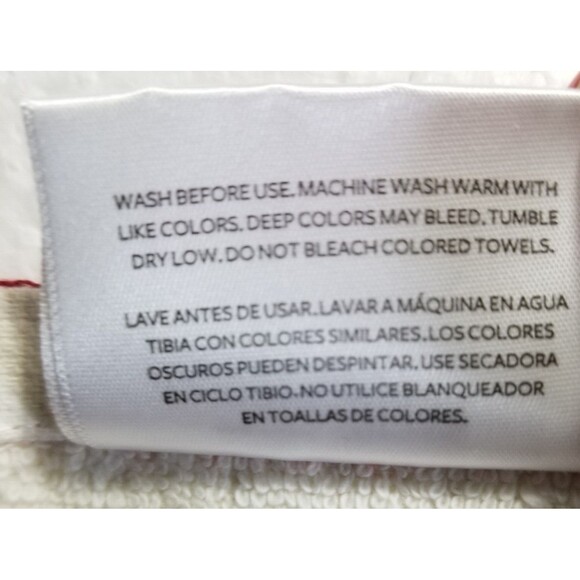 WASH BEFORE USE. MACHINE WASH WARM WITH
LIKE COLORS. DEEP COLORS MAY BLEED. TUMBLE
DRY LOW. DO NOT BLEACH COLORED TOWELS.
LAVE ANTES DE USAR. LAVAR A MÁQUINA EN AGUA
TIBIA CON COLORES SIMILARES. LOS COLORES
OSCUROS PUEDEN DESPINTAR. USE SECADORA
EN CICLO TIBIO. NO UTILICE BLANQUEADOR
EN TOALLAS DE COLORES.